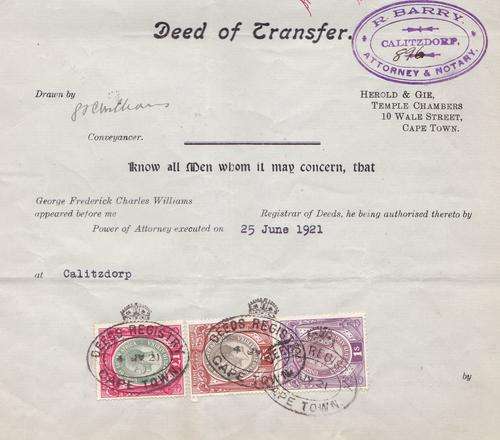 Deed of Transfer.
R. BARRY.
CALITZDORP.
ATTORNEY & NOTARY.
Drawn by
Conveyancer.
HEROLD & GIE,
TEMPLE CHAMBERS
10 WALE STREET,
CAPE TOWN.
Know all Men whom it may concern, that
George Frederick Charles Williams
appeared before me Registrar of Deeds, he being authorised thereto by
Power of Attorney executed on 25 June 1921
at Calitzdorp
DEEDS REGISTRY
CAPE TOWN
DEEDS REGISTRY
CAPE TOWN
1S
CAPE TOWN.
by